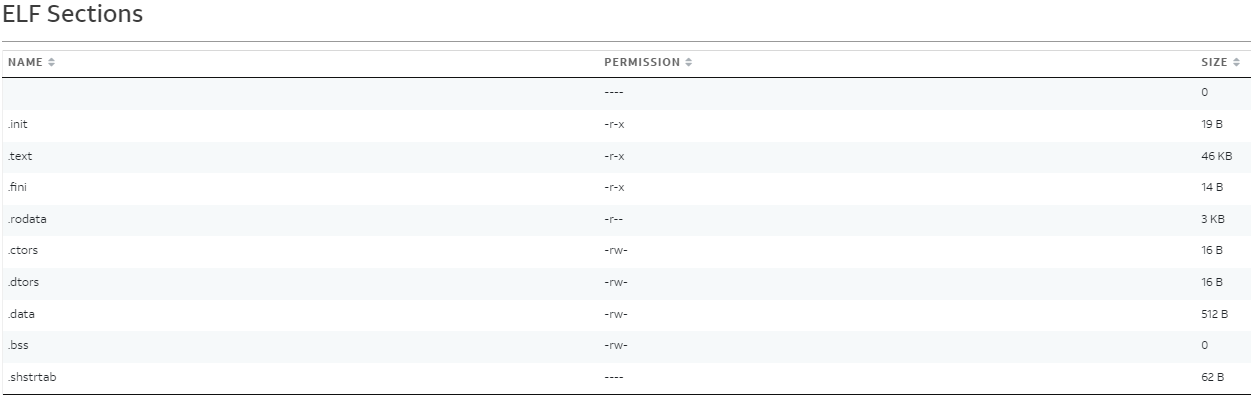 ELF Sections
NAME PERMISSION SIZE
---- 0
.init -r-x 19 B
.text -r-x 46 KB
.fini -r-x 14 B
.rodata -r-- 3 KB
.ctors -rw- 16 B
.dtors -rw- 16 B
.data -rw- 512 B
.bss -rw- 0
.shstrtab ---- 62 B